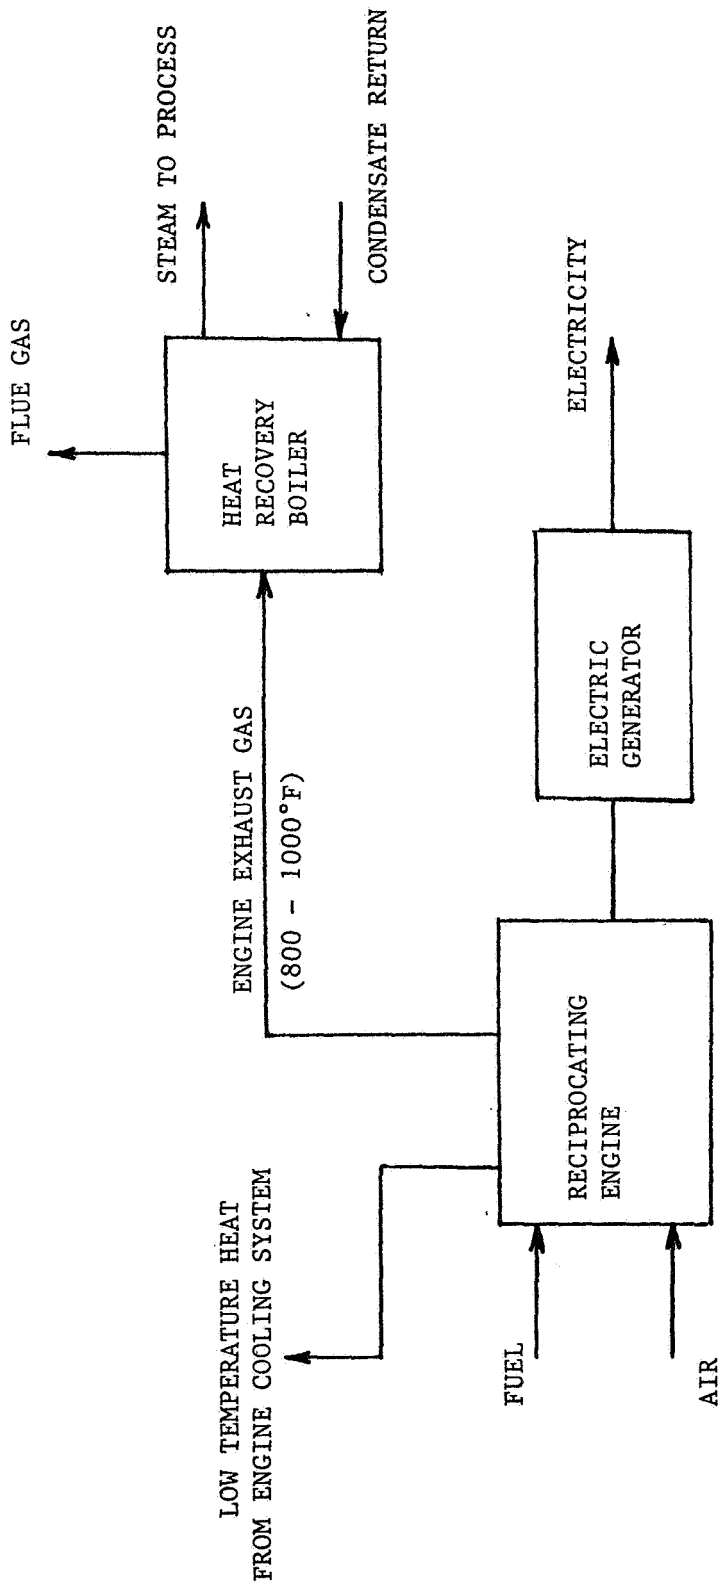 FLUE GAS
STEAM TO PROCESS
HEAT
RECOVERY
BOILER
CONDENSATE RETURN
ENGINE EXHAUST GAS
(800 - 1000°F)
LOW TEMPERATURE HEAT
FROM ENGINE COOLING SYSTEM
FUEL
AIR
RECIPROCATING
ENGINE
ELECTRIC
GENERATOR
ELECTRICITY